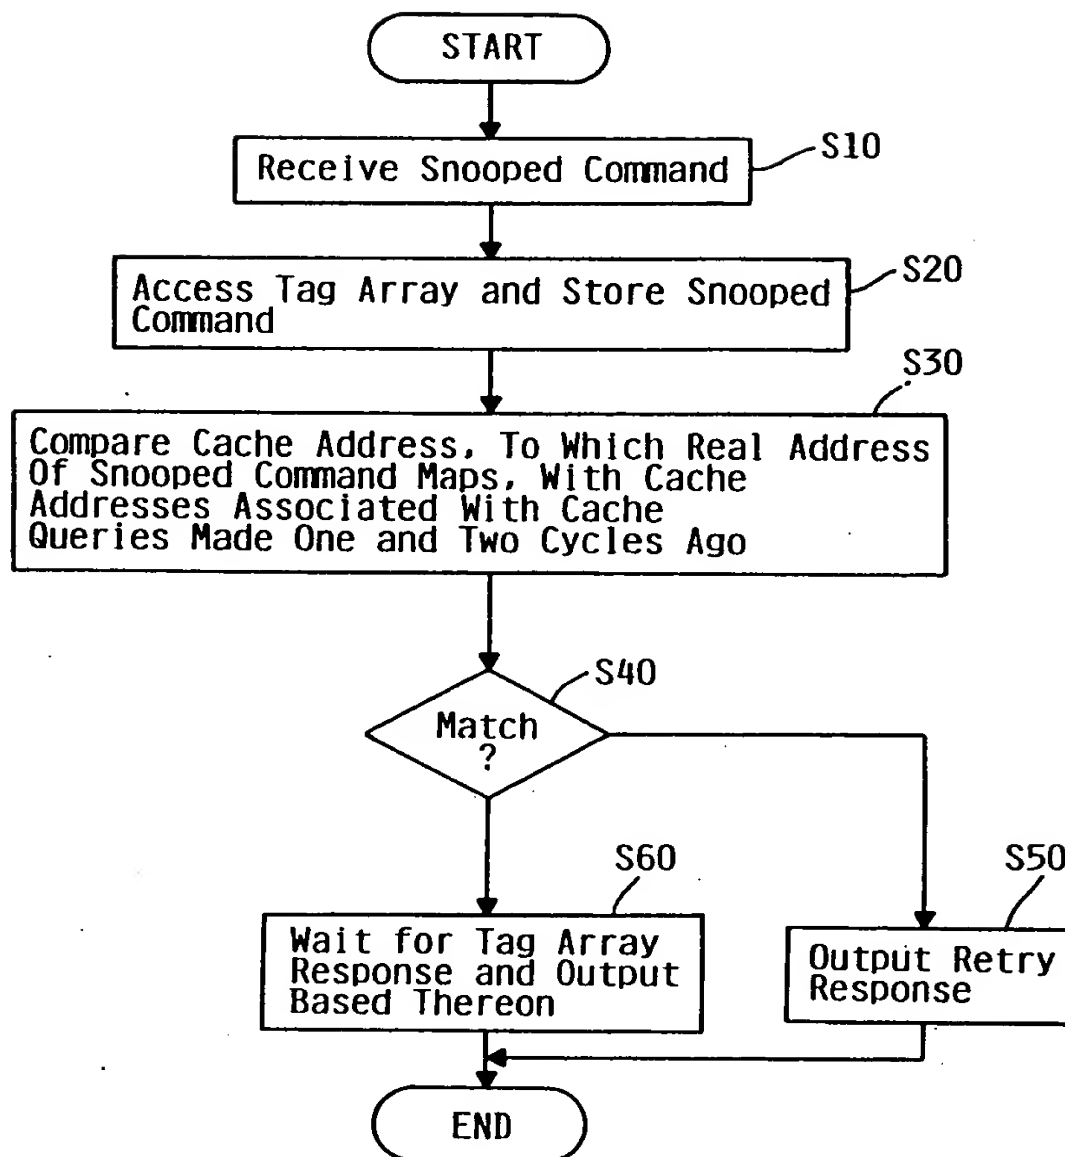 START
Receive Snooped Command
S10
Access Tag Array and Store Snooped
Command
S20
S30
Compare Cache Address, To Which Real Address
Of Snooped Command Maps, With Cache
Addresses Associated With Cache
Queries Made One and Two Cycles Ago
S40
Match
?
S60
Wait for Tag Array
Response and Output
Based Thereon
S50
Output Retry
Response
END